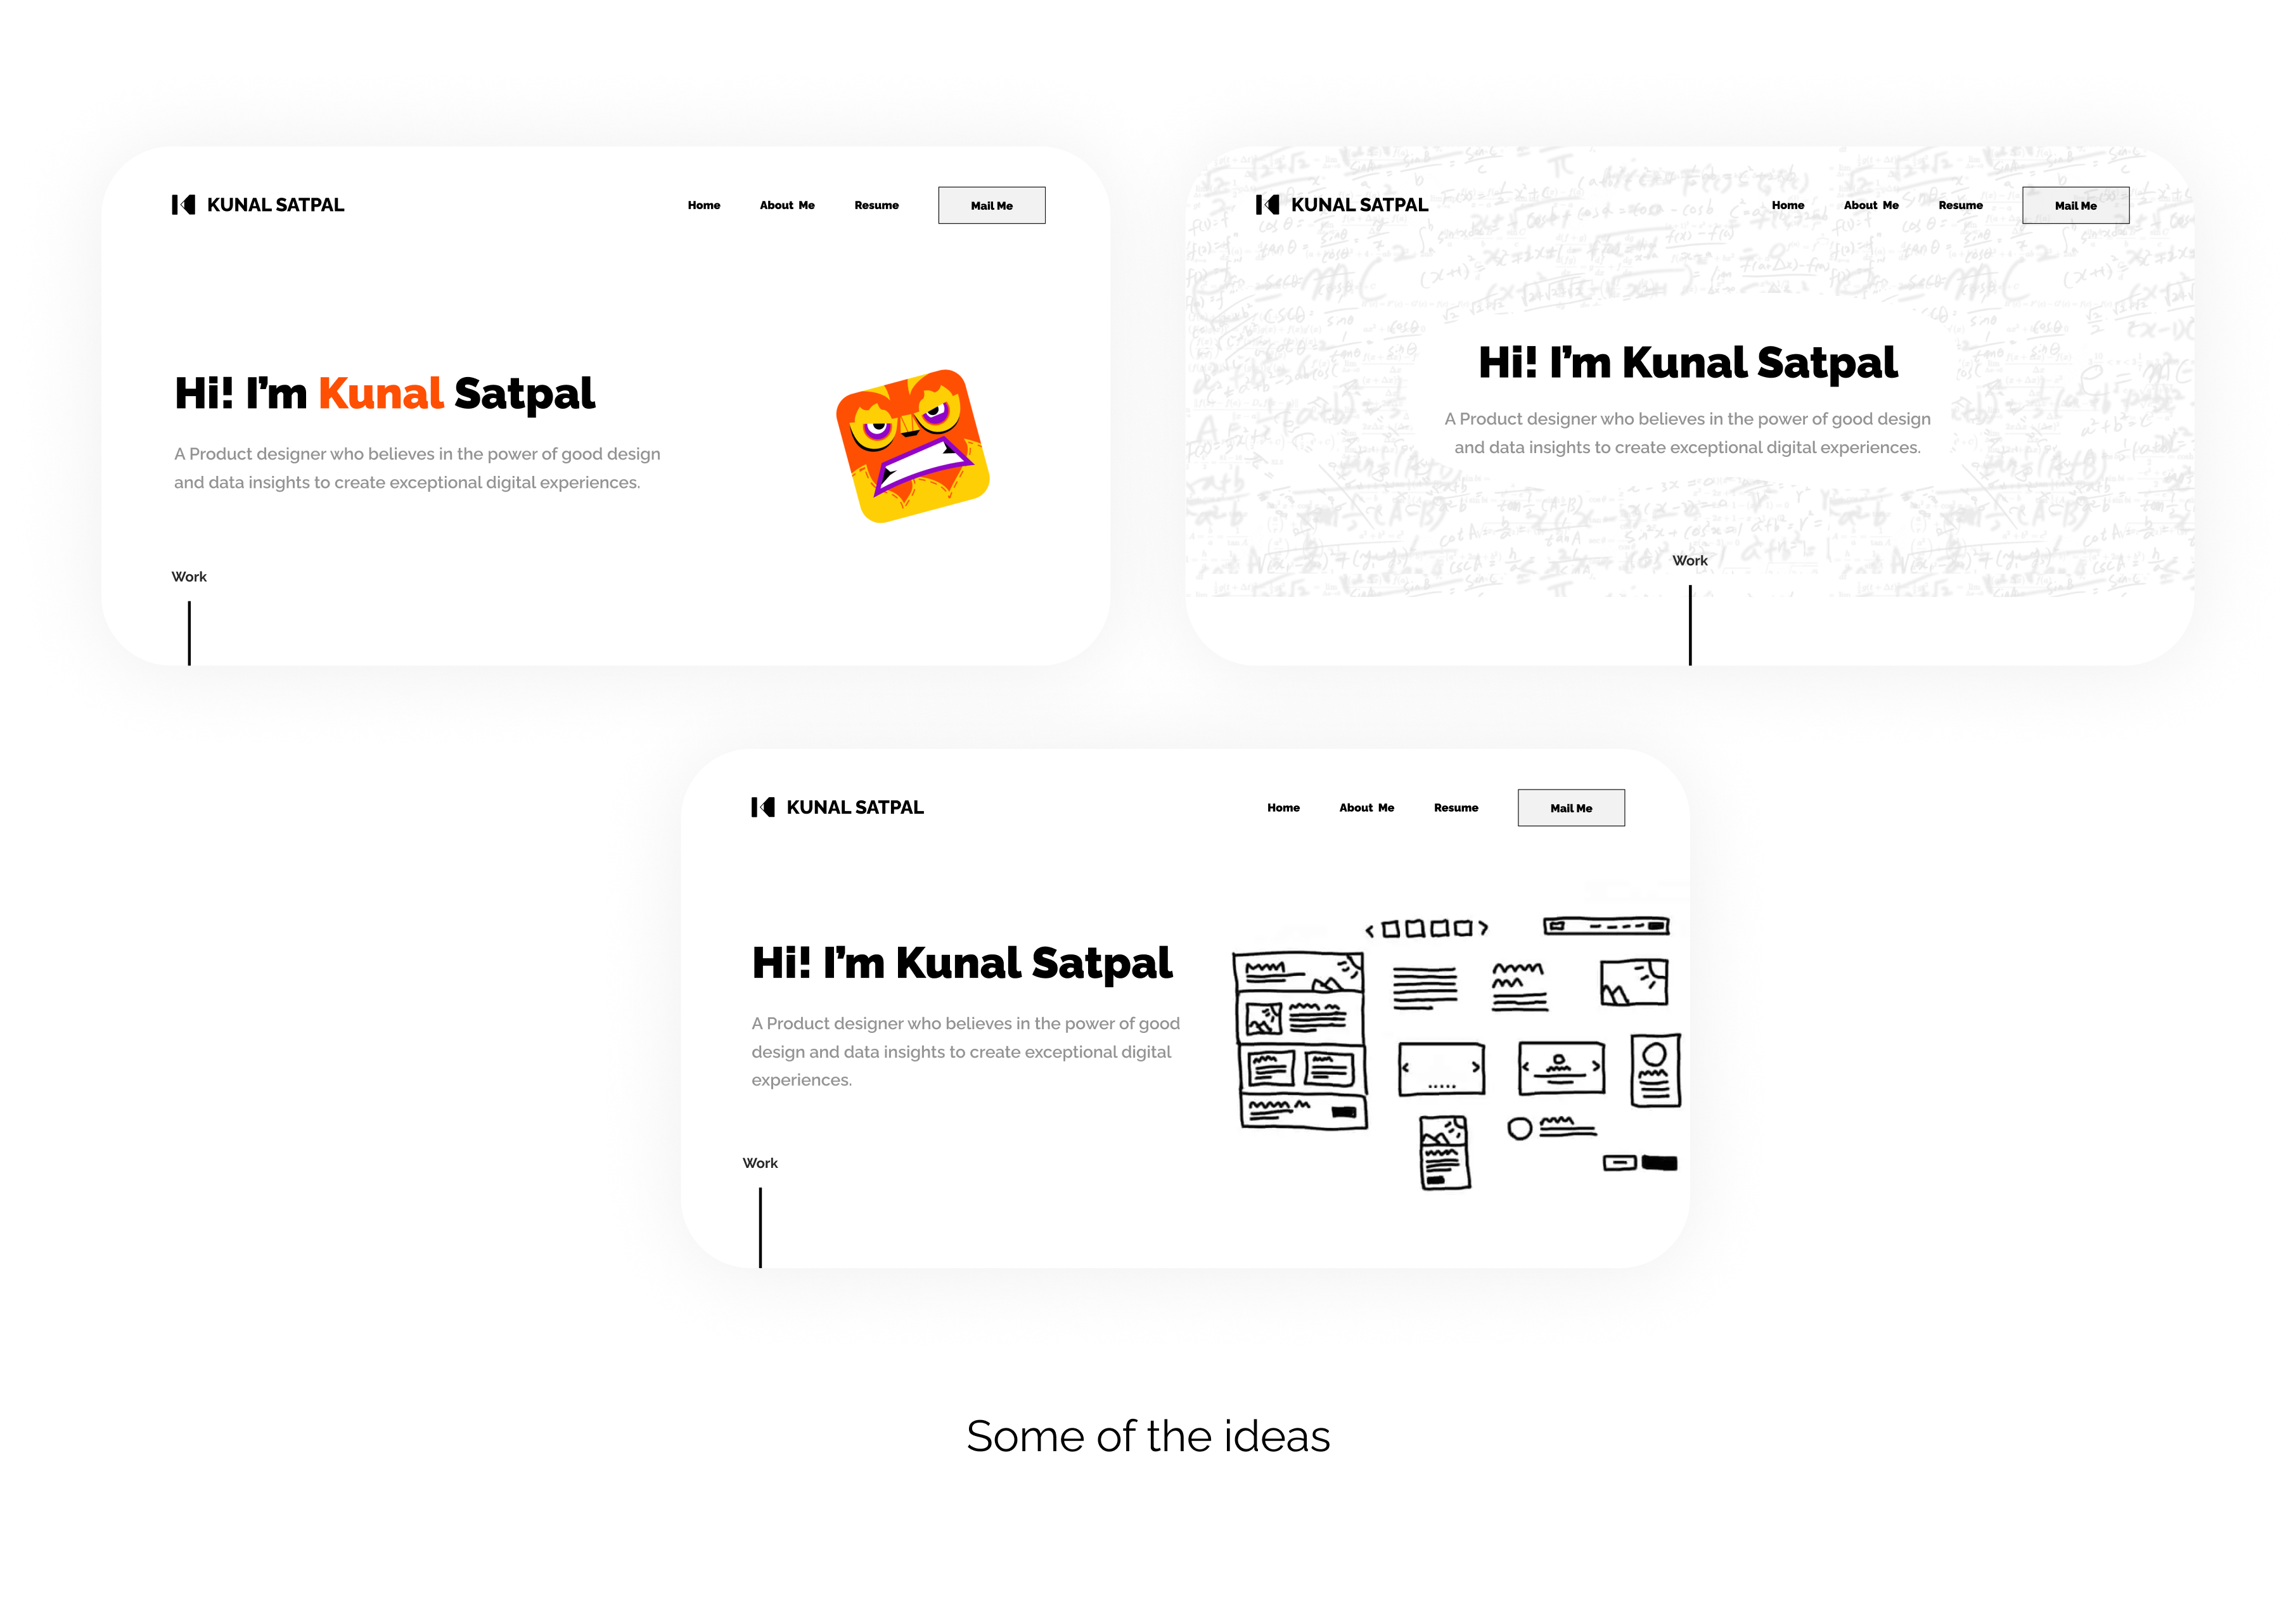 KUNAL SATPAL
Home About Me Resume Mail Me
Hi! I’m Kunal Satpal
A Product designer who believes in the power of good design
and data insights to create exceptional digital experiences.
Work
KUNAL SATPAL
Home About Me Resume Mail Me
Hi! I’m Kunal Satpal
A Product designer who believes in the power of good design
and data insights to create exceptional digital experiences.
Work
KUNAL SATPAL
Home About Me Resume Mail Me
Hi! I’m Kunal Satpal
A Product designer who believes in the power of good
design and data insights to create exceptional digital
experiences.
Work
Some of the ideas